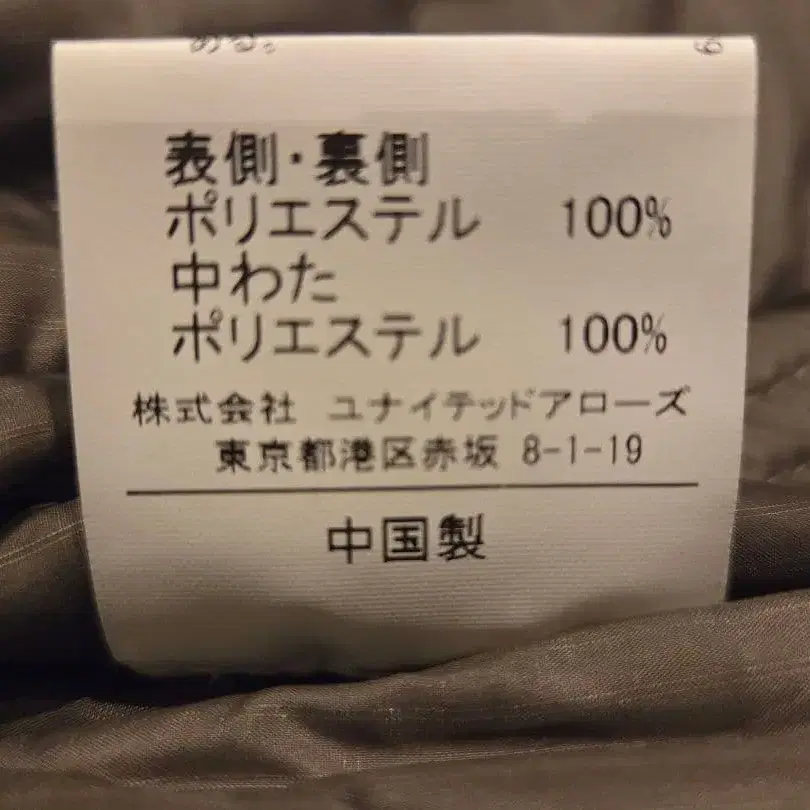 ある。
表側・裏側
ポリエステル 100%
中わた
ポリエステル 100%
株式会社 ユナイテッドアローズ
東京都港区赤坂 8-1-19
中国製